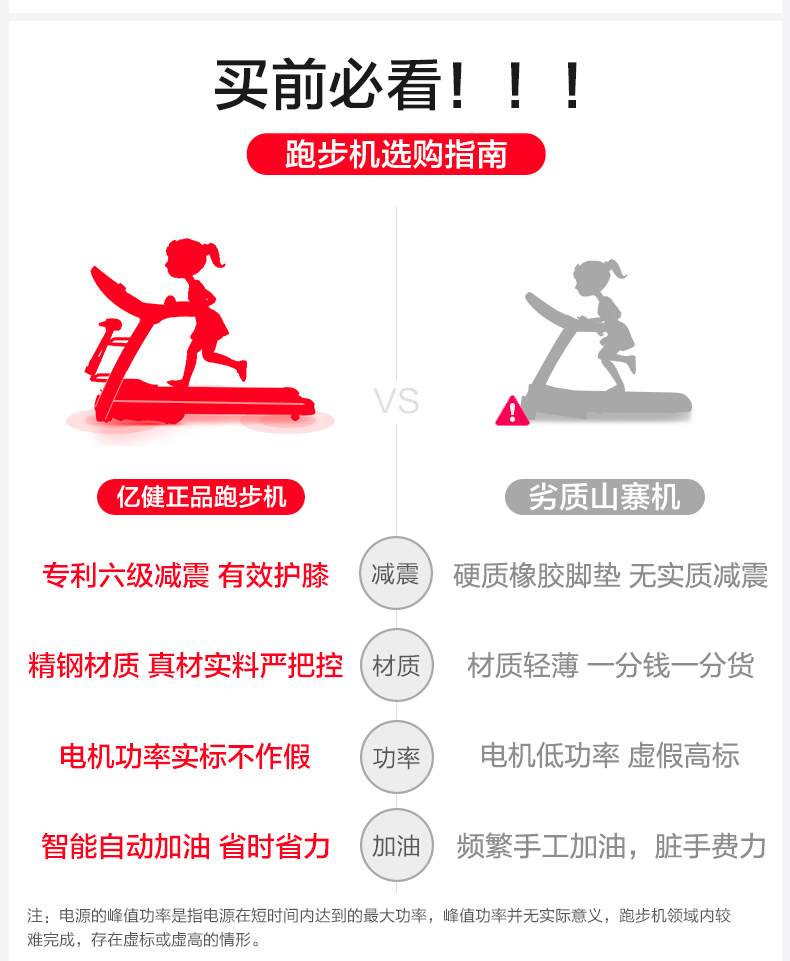 买前必看！！！
跑步机选购指南
VS
亿健正品跑步机
劣质山寨机
专利六级减震 有效护膝
减震
硬质橡胶脚垫 无实质减震
精钢材质 真材实料严把控
材质
材质轻薄 一分钱一分货
电机功率实标不作假
功率
电机低功率 虚假高标
智能自动加油 省时省力
加油
频繁手工加油，脏手费力
注：电源的峰值功率是指电源在短时间内达到的最大功率，峰值功率并无实际意义，跑步机领域内较
难完成，存在虚标或虚高的情形。